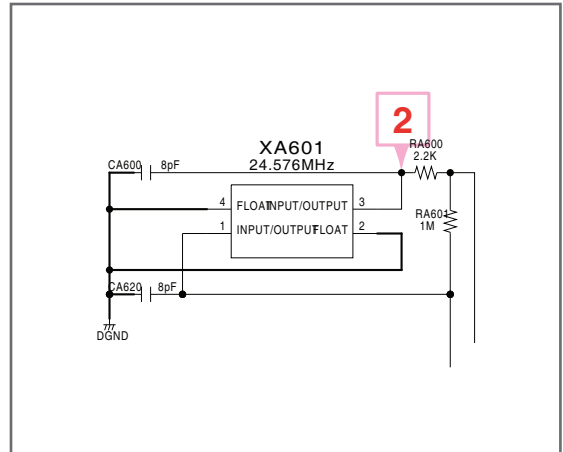 2
XA601
24.576MHz
RA600
2.2K
CA600 8pF
4 FLOAT INPUT/OUTPUT 3
1 INPUT/OUTPUT FLOAT 2
RA601
1M
CA620 8pF
DGND